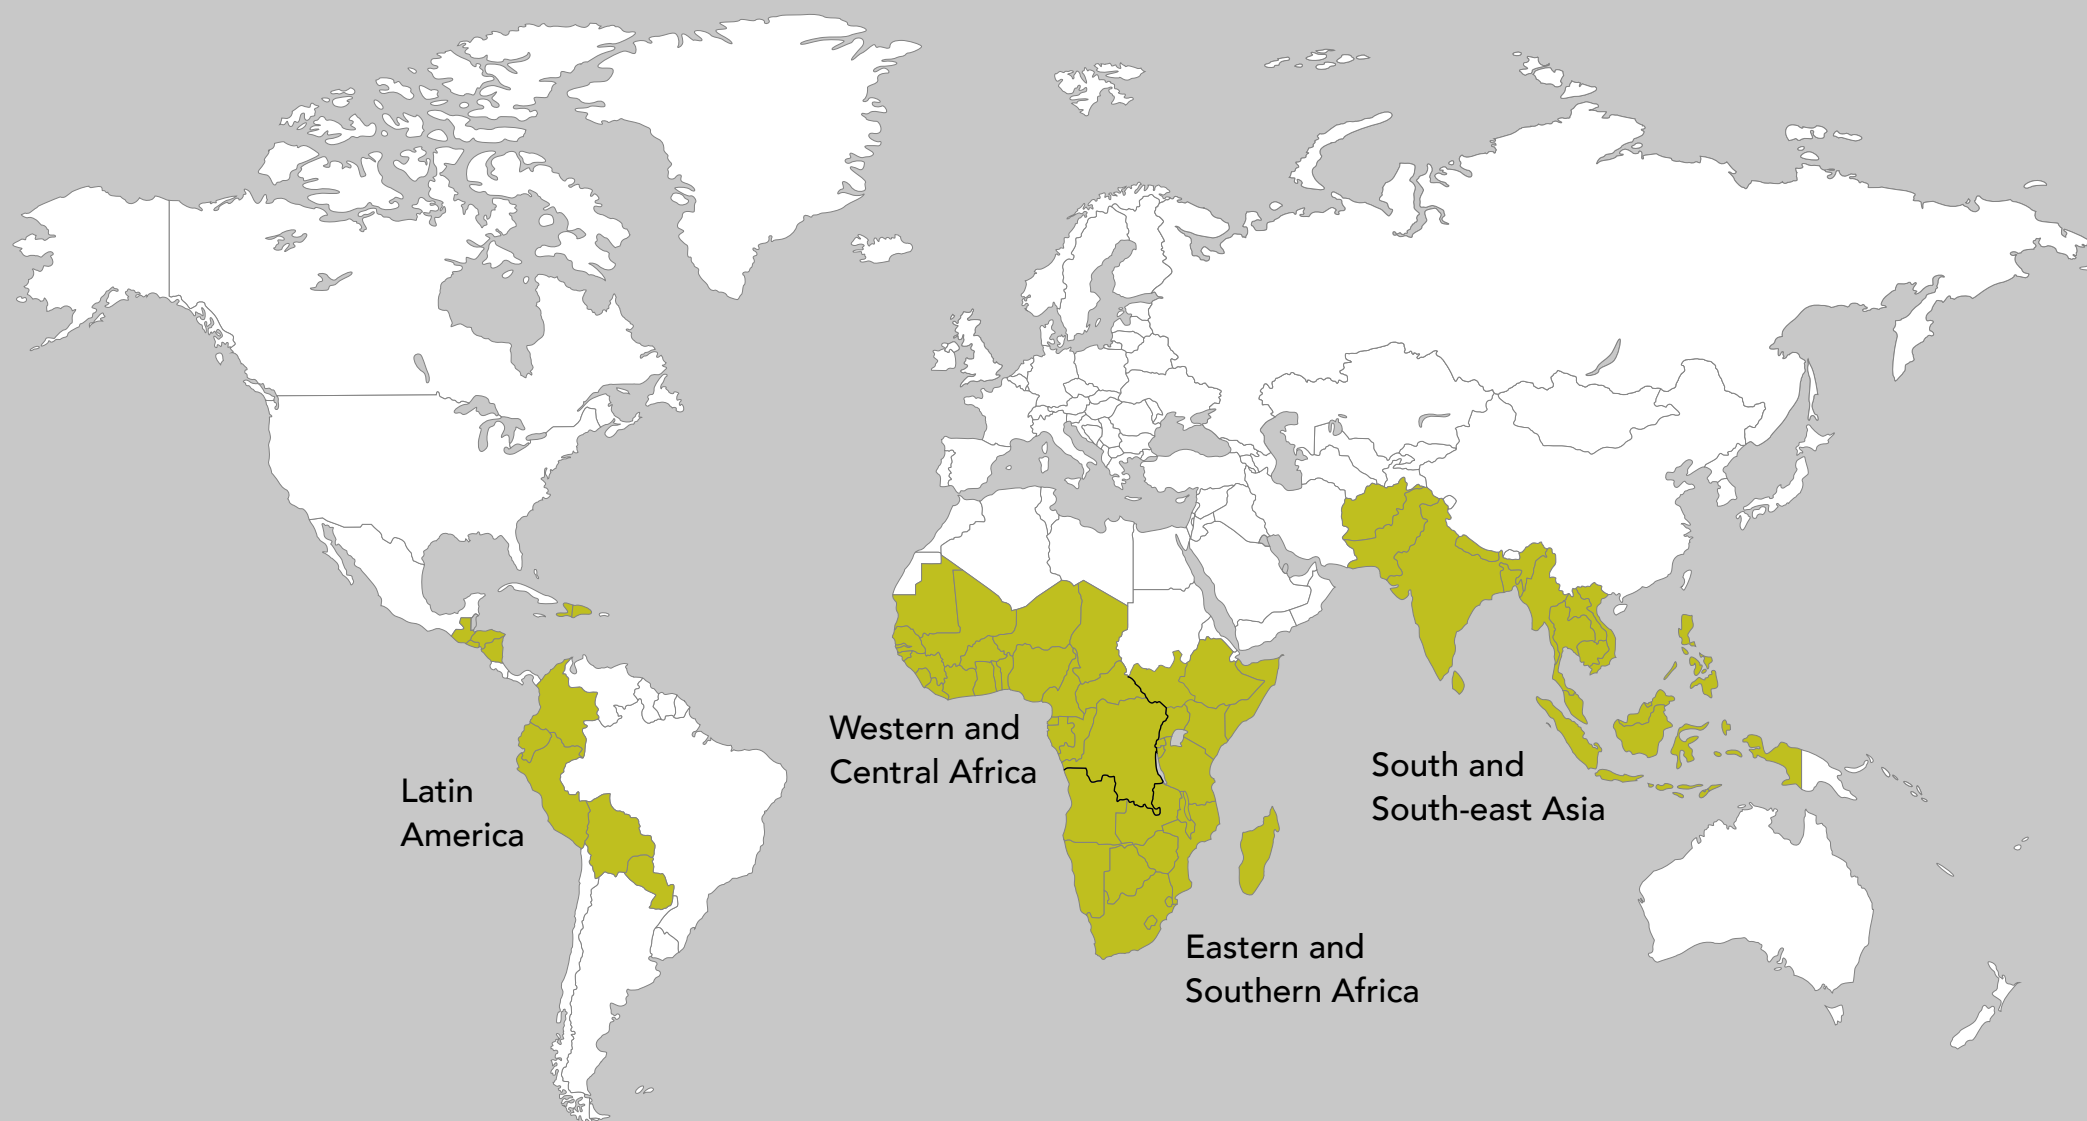 Latin
America
Western and
Central Africa
Eastern and
Southern Africa
South and
South-east Asia